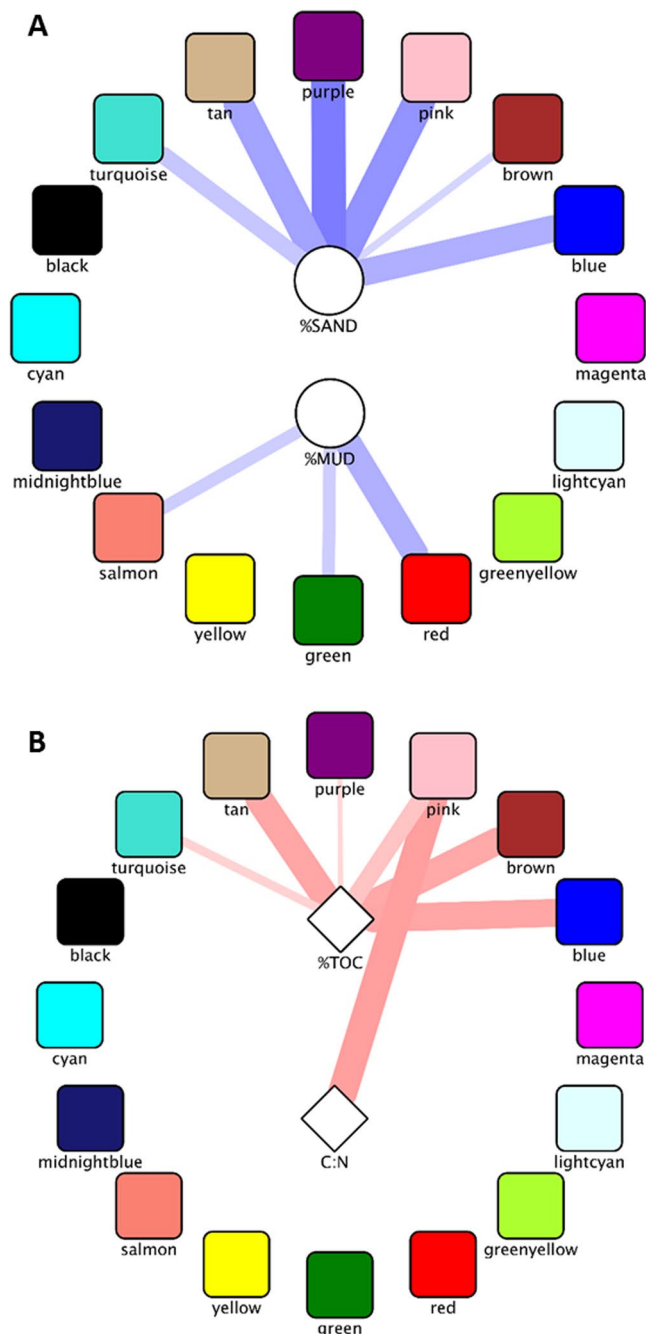 A
purple
tan
pink
turquoise
brown
black
blue
%SAND
cyan
magenta
%MUD
midnightblue
lightcyan
salmon
greenyellow
yellow
red
green
B
purple
tan
pink
turquoise
brown
black
blue
%TOC
cyan
magenta
midnightblue
C:N
lightcyan
salmon
greenyellow
yellow
red
green